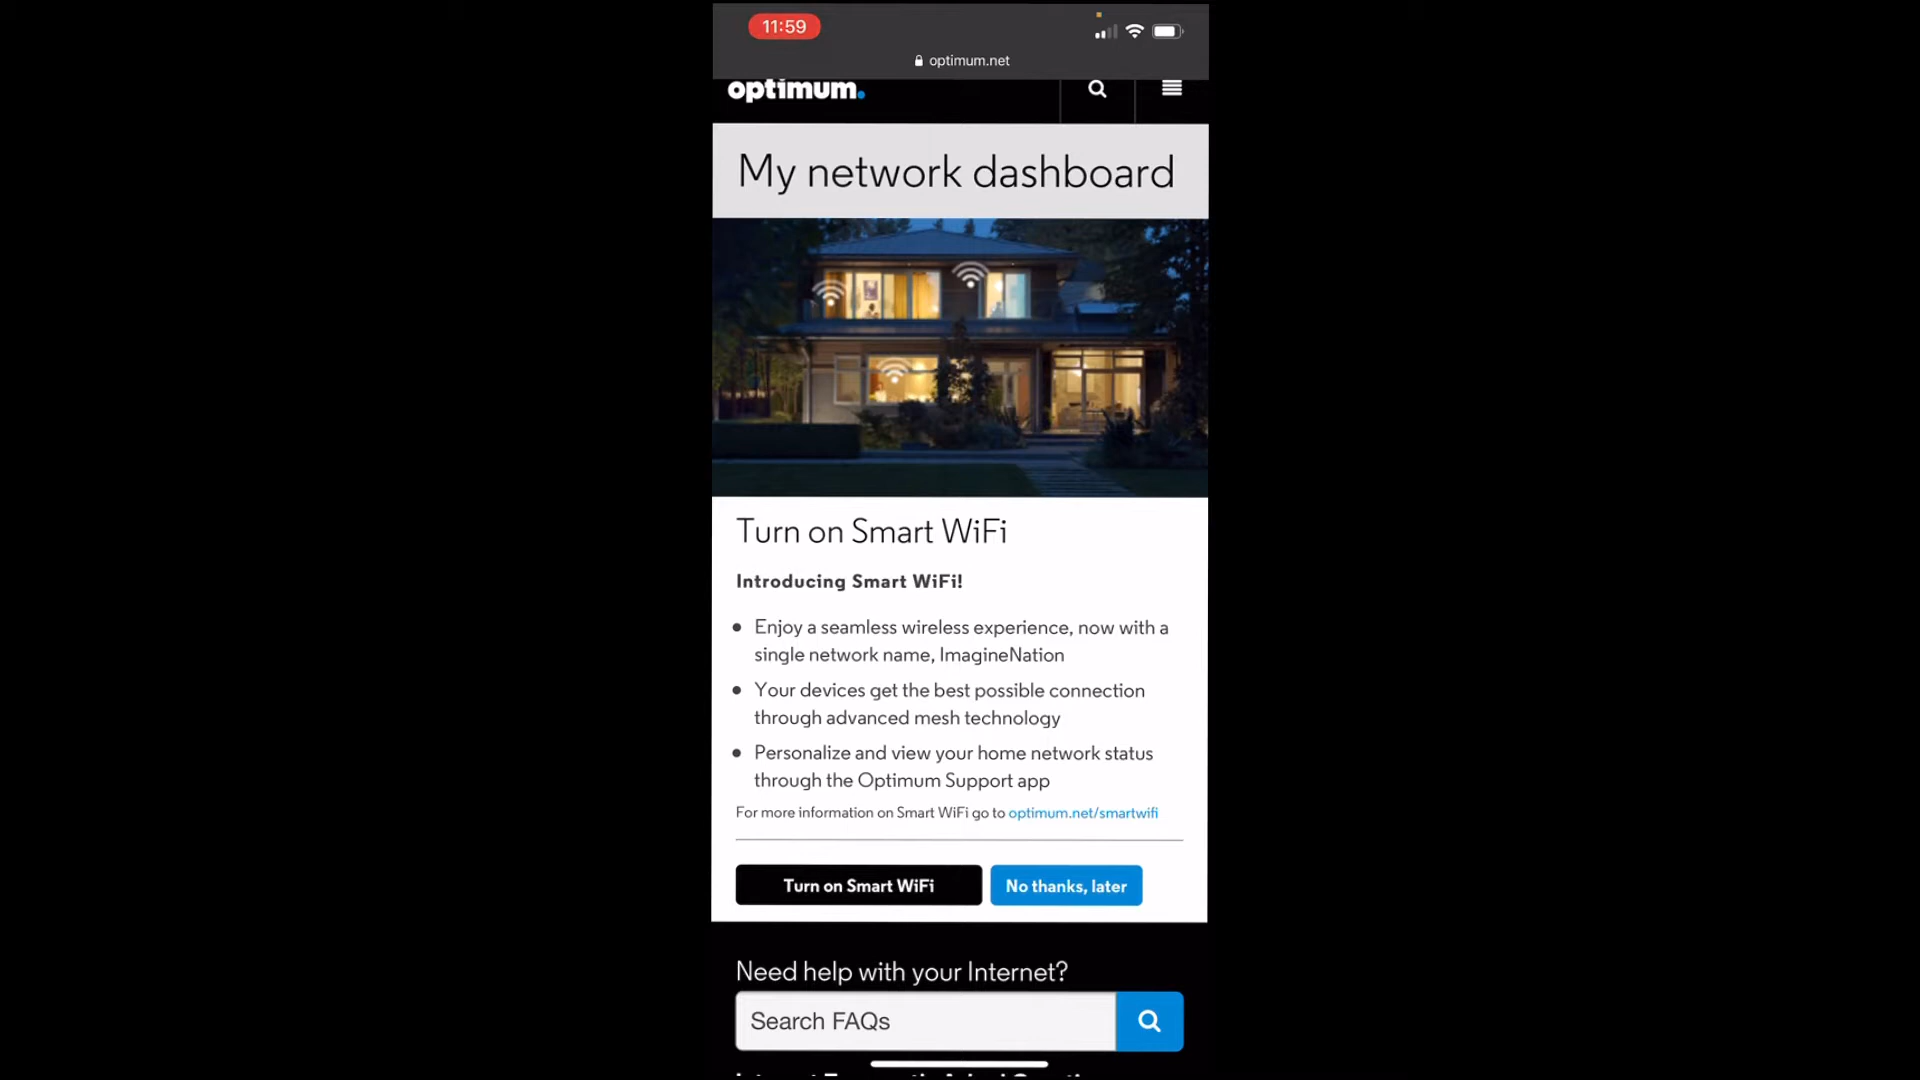 11:59
optimum.net
optimum.
My network dashboard
Turn on Smart WiFi
Introducing Smart WiFi!
• Enjoy a seamless wireless experience, now with a
single network name, ImagineNation
• Your devices get the best possible connection
through advanced mesh technology
• Personalize and view your home network status
through the Optimum Support app
For more information on Smart WiFi go to optimum.net/smartwifi
Turn on Smart WiFi
No thanks, later
Need help with your Internet?
Search FAQs